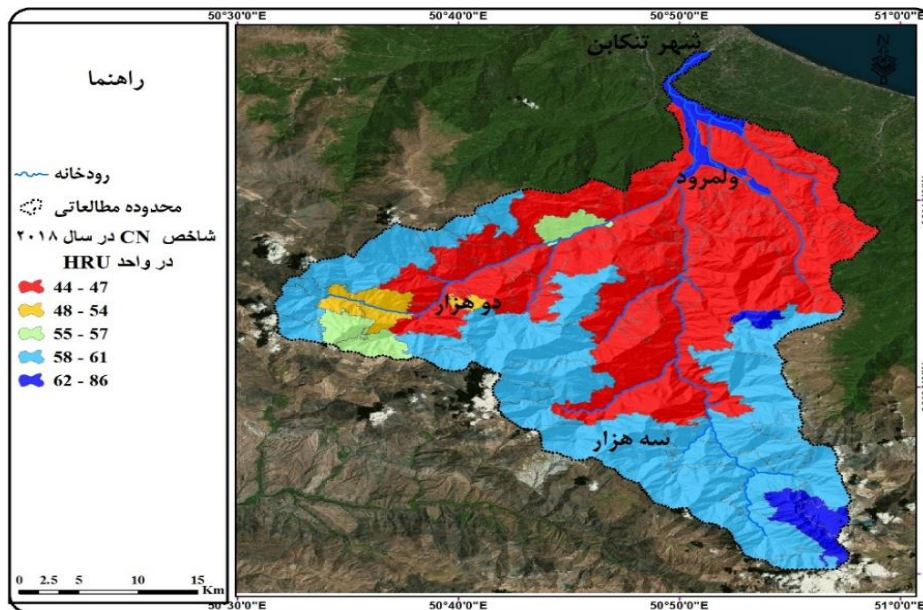 50°30'0"E 50°40'0"E 50°50'0"E 51°0'0"E
راهنما
رودخانه
محدوده مطالعاتی
شاخص CN در سال ۲۰۱۸
در واحد HRU
44 - 47
48 - 54
55 - 57
58 - 61
62 - 86
0 2.5 5 10 15
Km
شهر تنکابن
N
ولمرود
دو هزار
سه هزار
50°30'0"E 50°40'0"E 50°50'0"E 51°0'0"E